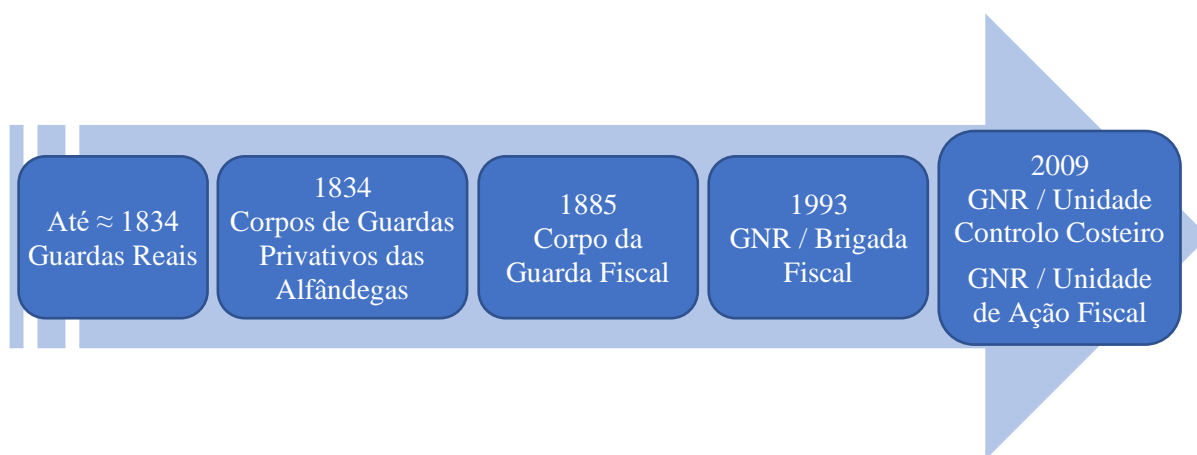 Até ≈ 1834
Guardas Reais
1834
Corpos de Guardas
Privativos das
Alfândegas
1885
Corpo da
Guarda Fiscal
1993
GNR / Brigada
Fiscal
2009
GNR / Unidade
Controlo Costeiro
GNR / Unidade
de Ação Fiscal